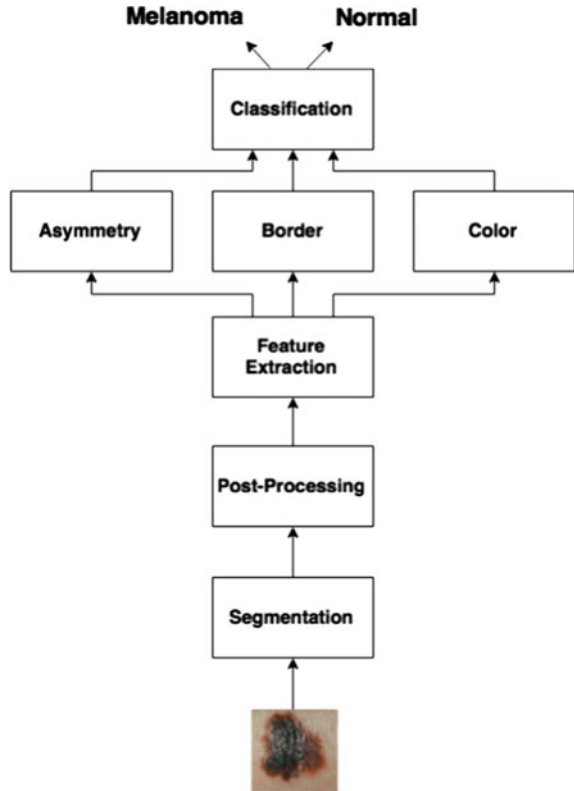 Melanoma Normal
Classification
Asymmetry Border Color
Feature
Extraction
Post-Processing
Segmentation